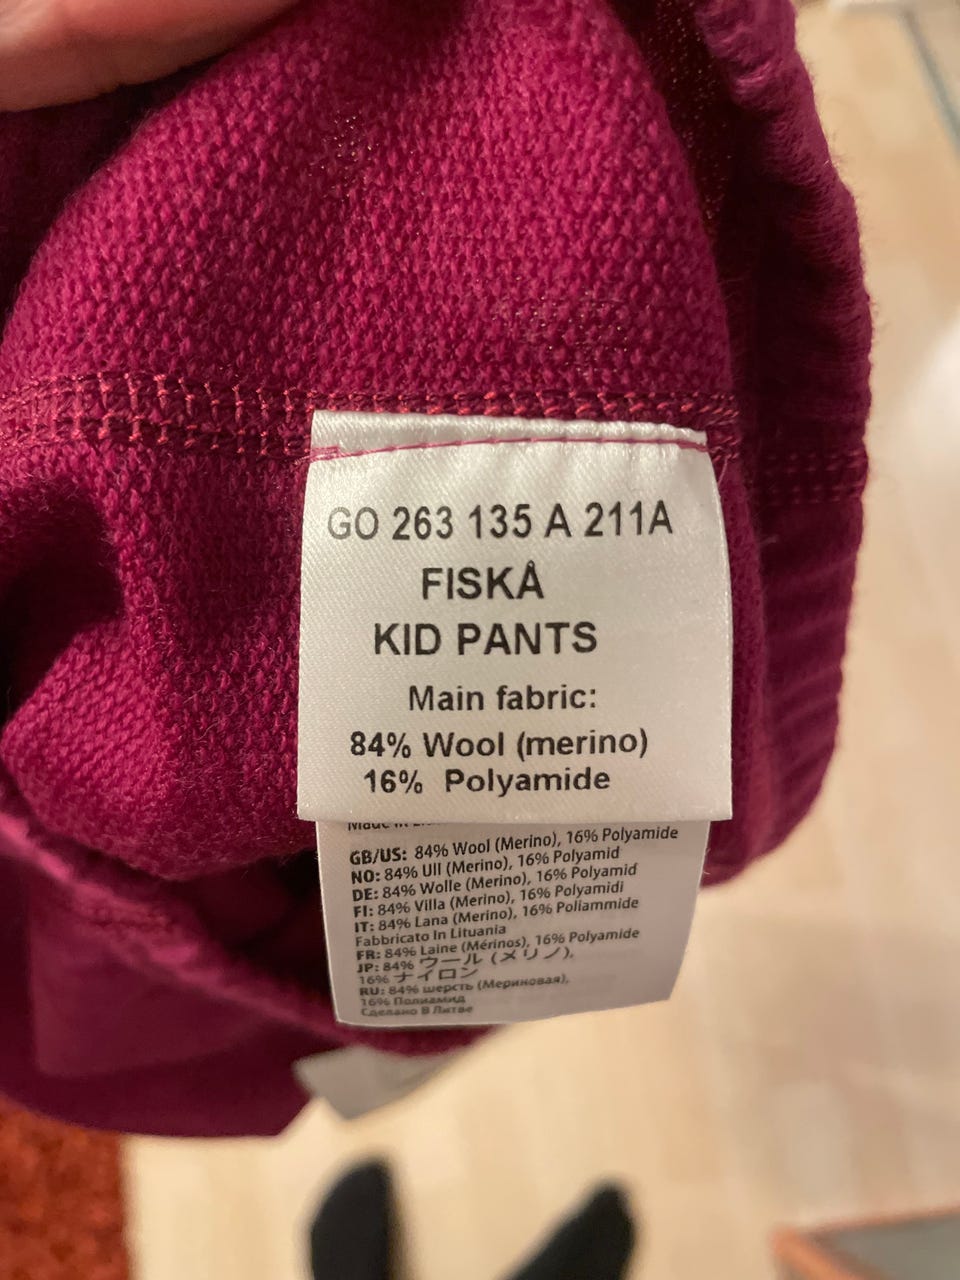 GO 263 135 A 211A
FISKÅ
KID PANTS
Main fabric:
84% Wool (merino)
16% Polyamide
Made in
GB/US: 84% Wool (Merino), 16% Polyamide
NO: 84% Ull (Merino), 16% Polyamid
DE: 84% Wolle (Merino), 16% Polyamid
FI: 84% Villa (Merino), 16% Polyamidi
IT: 84% Lana (Merino), 16% Poliammide
Fabbricato In Lituania
FR: 84% Laine (Mérinos), 16% Polyamide
JP: 84% ウール (メリノ),
16% ナイロン
RU: 84% шерсть (Мериновая),
16% Полиамид
Сделано В Литве